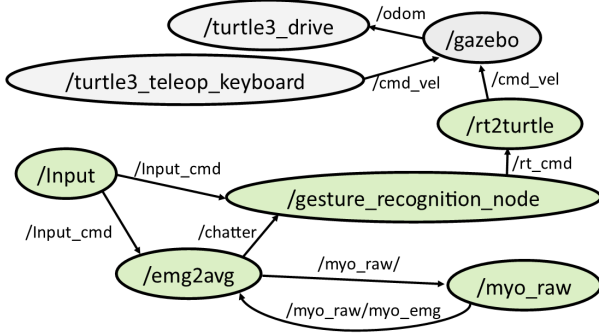 /odom
/turtle3_drive
/gazebo
/turtle3_teleop_keyboard
/cmd_vel
/cmd_vel
/rt2turtle
/Input
/Input_cmd
/rt_cmd
/gesture_recognition_node
/Input_cmd
/chatter
/emg2avg
/myo_raw/
/myo_raw
/myo_raw/myo_emg